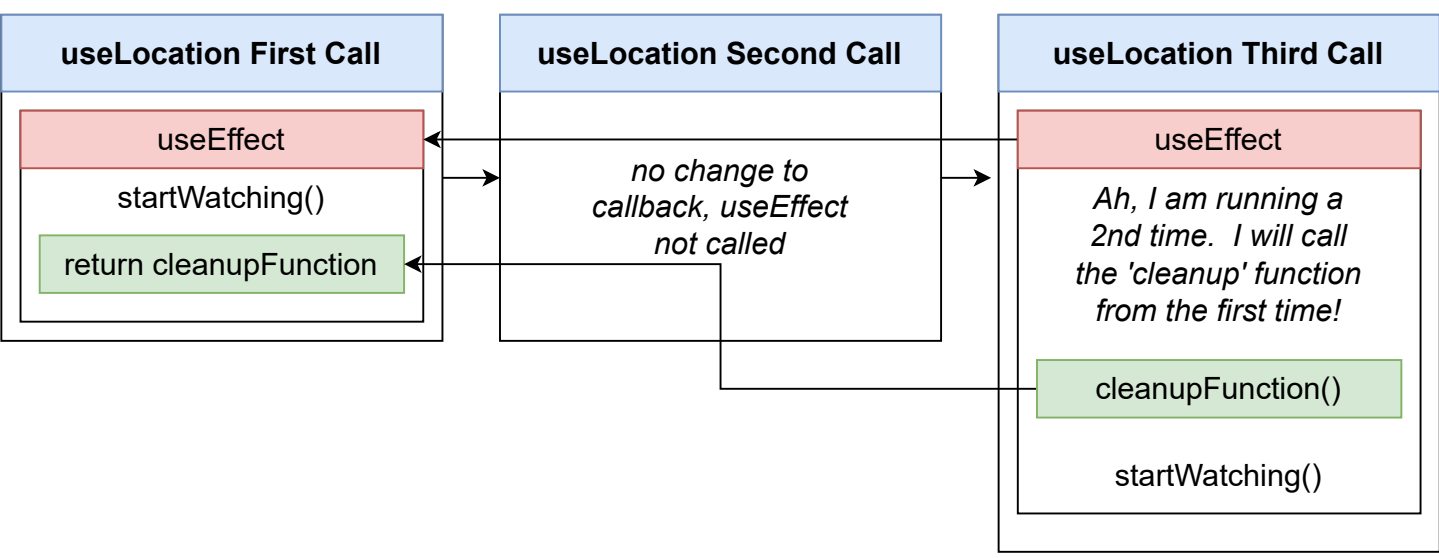 useLocation First Call
useEffect
startWatching()
return cleanupFunction
useLocation Second Call
no change to
callback, useEffect
not called
useLocation Third Call
useEffect
Ah, I am running a
2nd time.  I will call
the 'cleanup' function
from the first time!
cleanupFunction()
startWatching()